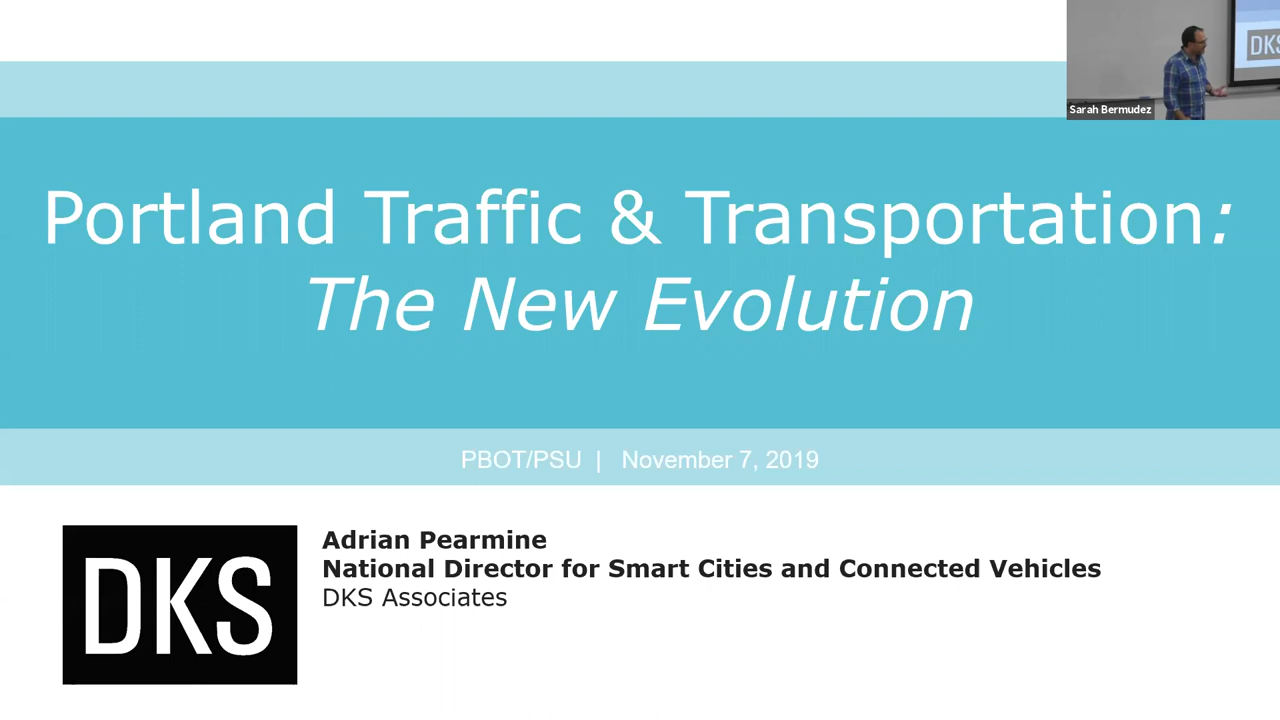 DKS
Sarah Bermudez
Portland Traffic & Transportation:
The New Evolution
PBOT/PSU | November 7, 2019
DKS
Adrian Pearmine
National Director for Smart Cities and Connected Vehicles
DKS Associates